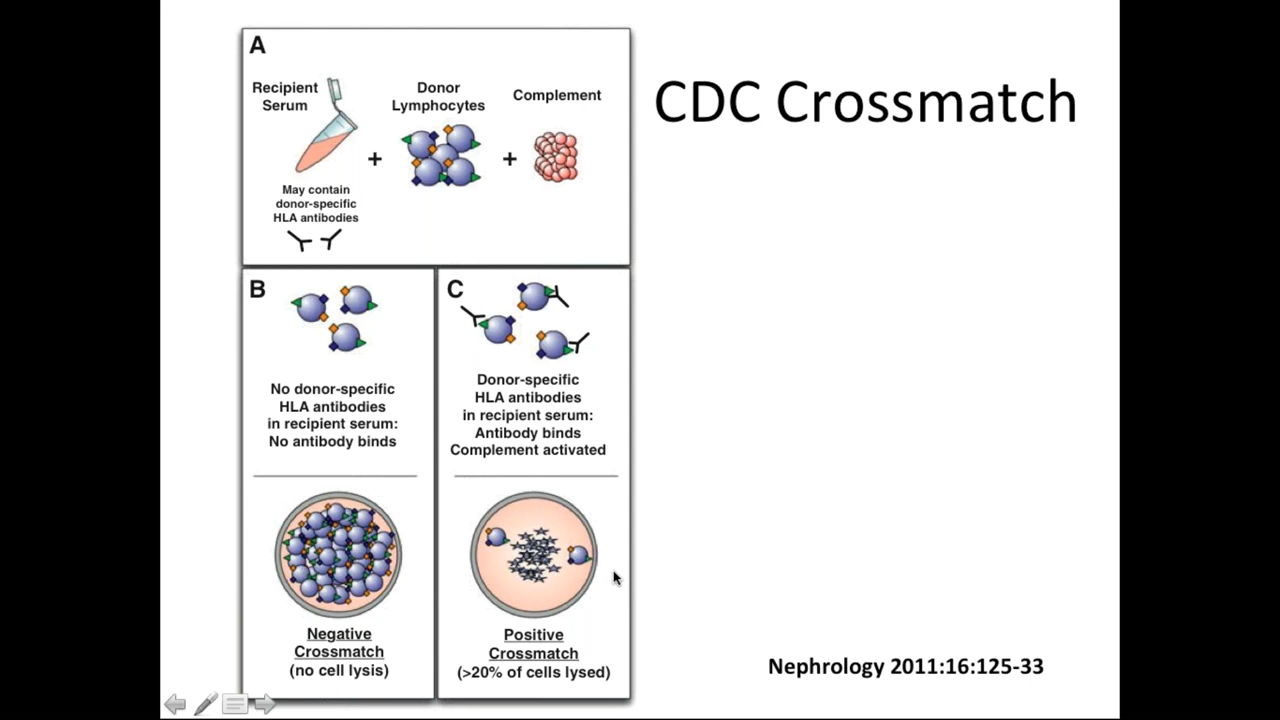 CDC Crossmatch
A
Recipient
Serum
Donor
Lymphocytes
Complement
+
+
May contain
donor-specific
HLA antibodies
B
No donor-specific
HLA antibodies
in recipient serum:
No antibody binds
Negative
Crossmatch
(no cell lysis)
C
Donor-specific
HLA antibodies
in recipient serum:
Antibody binds
Complement activated
Positive
Crossmatch
(>20% of cells lysed)
Nephrology 2011:16:125-33